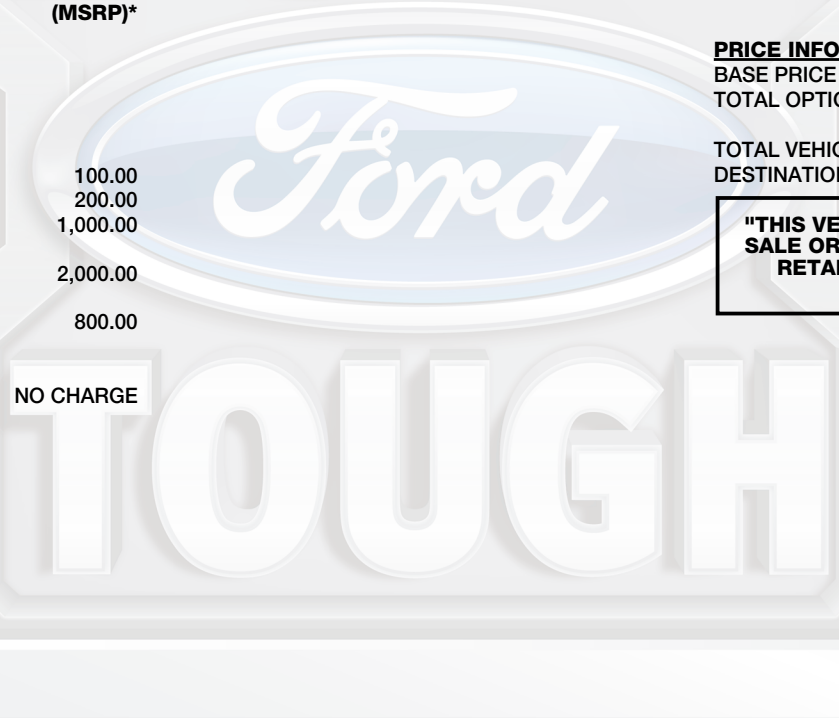 (MSRP)*
100.00
200.00
1,000.00
2,000.00
800.00
NO CHARGE
PRICE INFO
BASE PRICE
TOTAL OPTIO
TOTAL VEHIC
DESTINATION
"THIS VE
SALE OR
RETAI
Ford
TOUGH